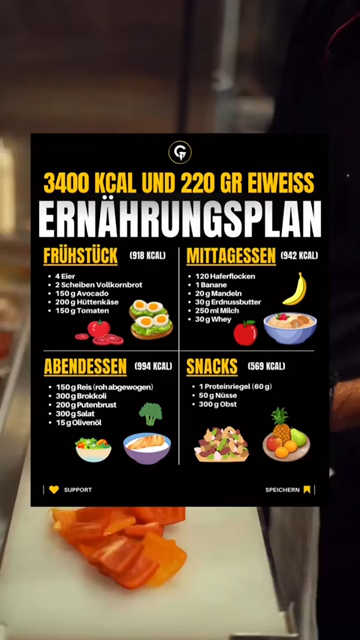 GF
3400 KCAL UND 220 GR EIWEISS
ERNÄHRUNGSPLAN
FRÜHSTÜCK (918 KCAL)
• 4 Eier
• 2 Scheiben Vollkornbrot
• 150 g Avocado
• 200 g Hüttenkäse
• 150 g Tomaten
MITTAGESSEN (942 KCAL)
• 120 Haferflocken
• 1 Banane
• 20 g Mandeln
• 30 g Erdnussbutter
• 250 ml Milch
• 30 g Whey
ABENDESSEN (994 KCAL)
• 150 g Reis (roh abgewogen)
• 300 g Brokkoli
• 200 g Putenbrust
• 300 g Salat
• 15 g Olivenöl
SNACKS (569 KCAL)
• 1 Proteinriegel (60 g)
• 50 g Nüsse
• 300 g Obst
SUPPORT
SPEICHERN